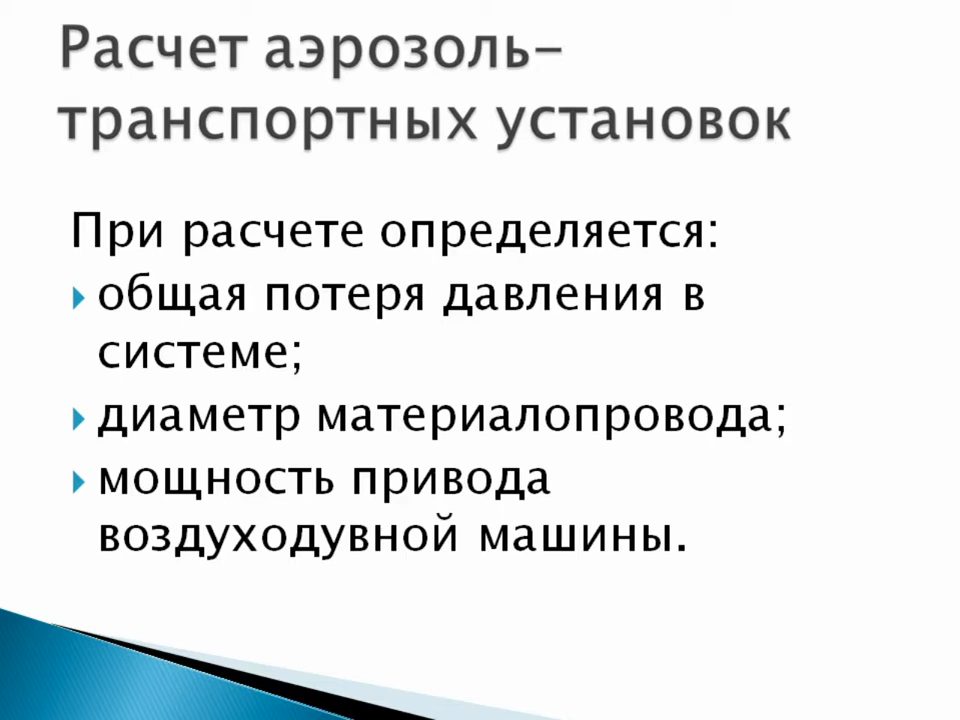 Расчет аэрозоль-
транспортных установок
При расчете определяется:
общая потеря давления в
системе;
диаметр материалопровода;
мощность привода
воздуходувной машины.